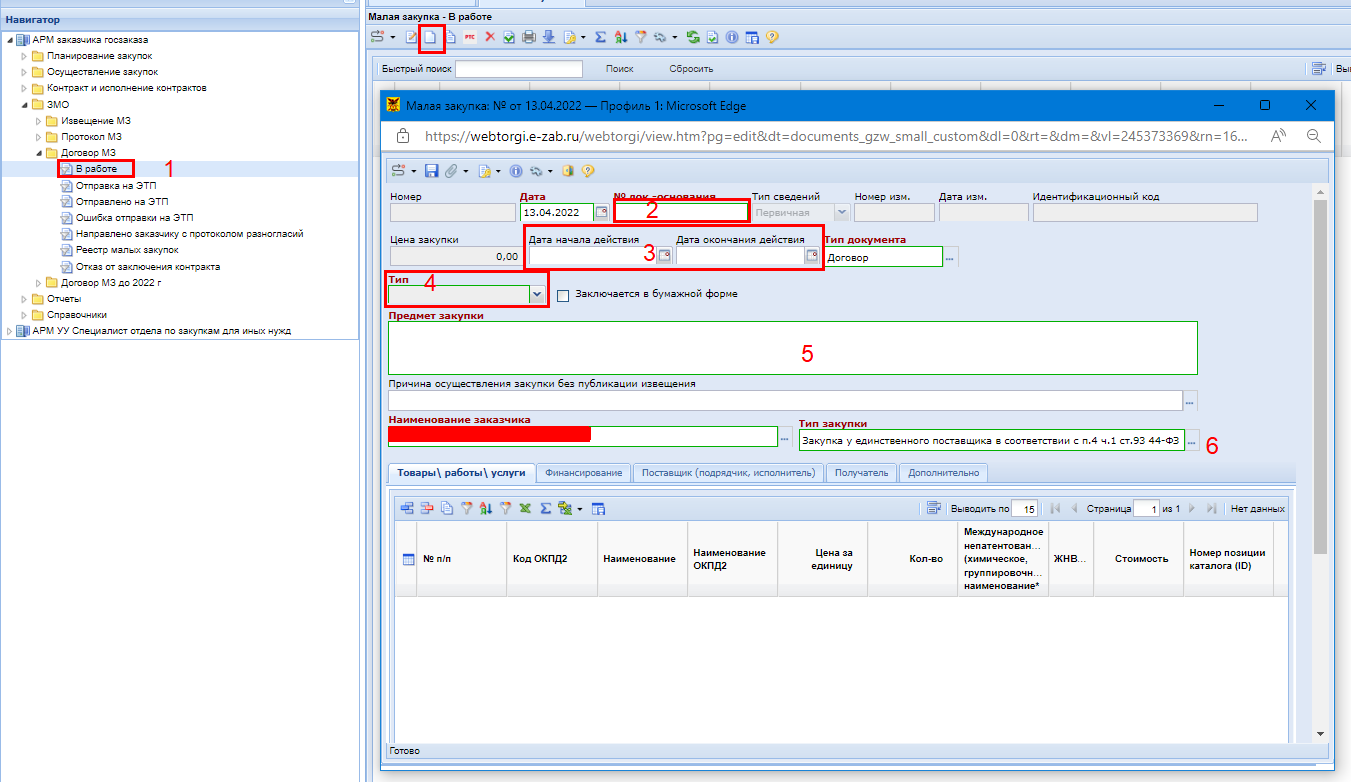 Навигатор
АРМ заказчика госзаказа
Планирование закупок
Осуществление закупок
Контракт и исполнение контрактов
ЗМО
Извещение МЗ
Протокол МЗ
Договор МЗ
В работе 1
Отправка на ЭТП
Отправлено на ЭТП
Ошибка отправки на ЭТП
Направлено заказчику с протоколом разногласий
Реестр малых закупок
Отказ от заключения контракта
Договор МЗ до 2022 г
Отчеты
Справочники
АРМ УУ Специалист отдела по закупкам для иных нужд
Малая закупка - В работе
РТС
Быстрый поиск Поиск Сбросить
Малая закупка: № от 13.04.2022 — Профиль 1: Microsoft Edge
https://webtorgi.e-zab.ru/webtorgi/view.htm?pg=edit&dt=documents_gzw_small_custom&dl=0&rt=&dm=&vl=245373369&rn=16...
Номер Дата № док.-основания Тип сведений Номер изм. Дата изм. Идентификационный код
13.04.2022 2 Первичная
Цена закупки Дата начала действия Дата окончания действия Тип документа
0,00 3 Договор ...
Тип 4
Заключается в бумажной форме
Предмет закупки
5
Причина осуществления закупки без публикации извещения
...
Наименование заказчика Тип закупки
... Закупка у единственного поставщика в соответствии с п.4 ч.1 ст.93 44-ФЗ ... 6
Товары\ работы\ услуги Финансирование Поставщик (подрядчик, исполнитель) Получатель Дополнительно
Выводить по 15 Страница 1 из 1 Нет данных
№ п/п Код ОКПД2 Наименование Наименование ОКПД2 Цена за единицу Кол-во Международное непатентован... (химическое, группировочн... наименование* ЖНВ... Стоимость Номер позиции каталога (ID)
Готово